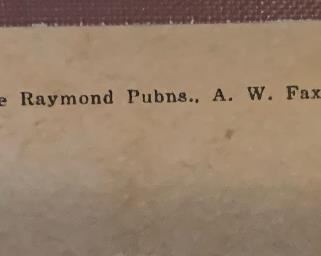 e Raymond Pubns., A. W. Fax